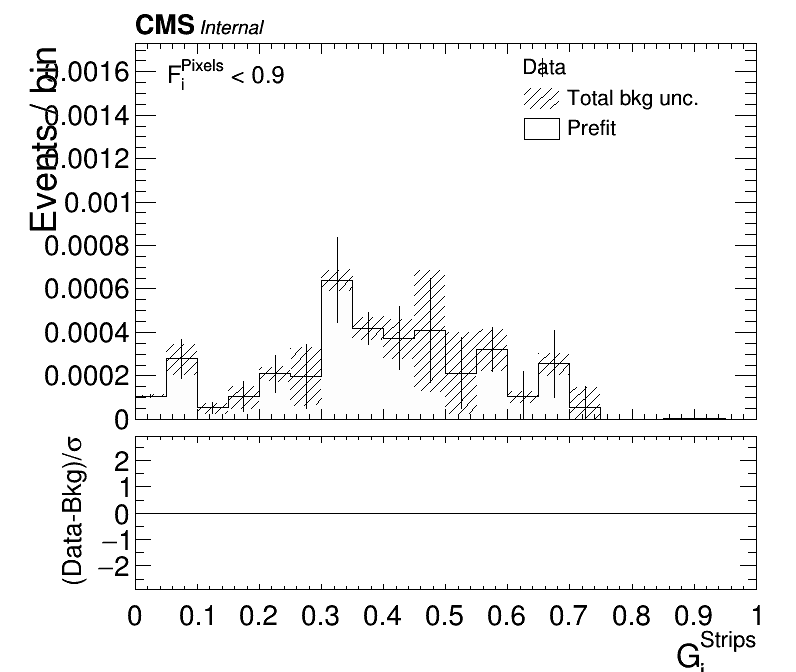 CMS Internal
F_i^Pixels < 0.9
Data
Total bkg unc.
Prefit
Events / bin
0.0016
0.0014
0.0012
0.001
0.0008
0.0006
0.0004
0.0002
0
(Data-Bkg)/σ
2
1
0
−1
−2
0 0.1 0.2 0.3 0.4 0.5 0.6 0.7 0.8 0.9 1
G_i^Strips